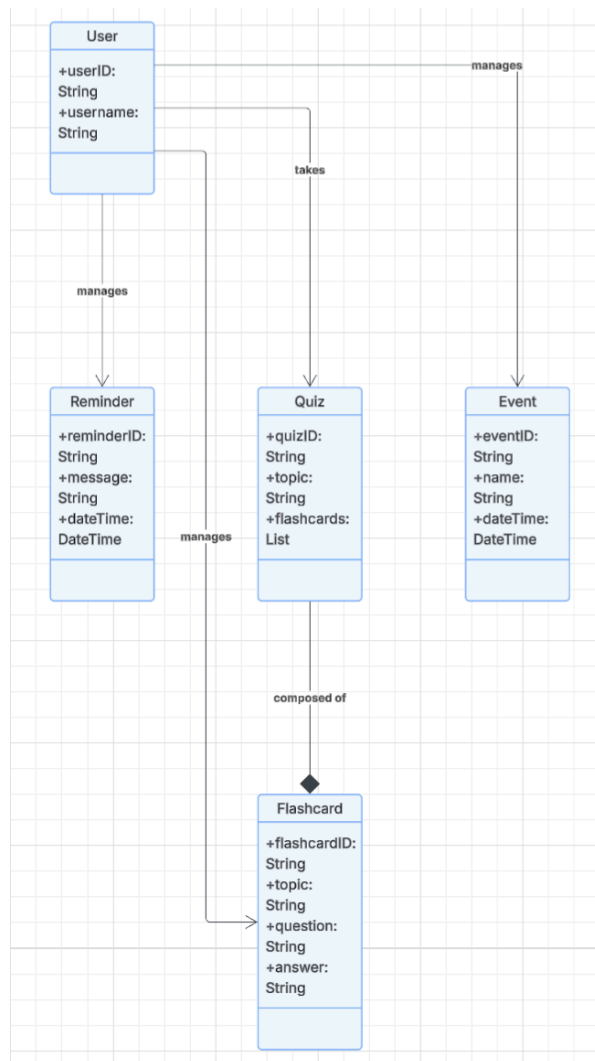 User
+userID:
String
+username:
String
manages
takes
manages
Reminder
+reminderID:
String
+message:
String
+dateTime:
DateTime
Quiz
+quizID:
String
+topic:
String
+flashcards:
List
Event
+eventID:
String
+name:
String
+dateTime:
DateTime
manages
composed of
Flashcard
+flashcardID:
String
+topic:
String
+question:
String
+answer:
String